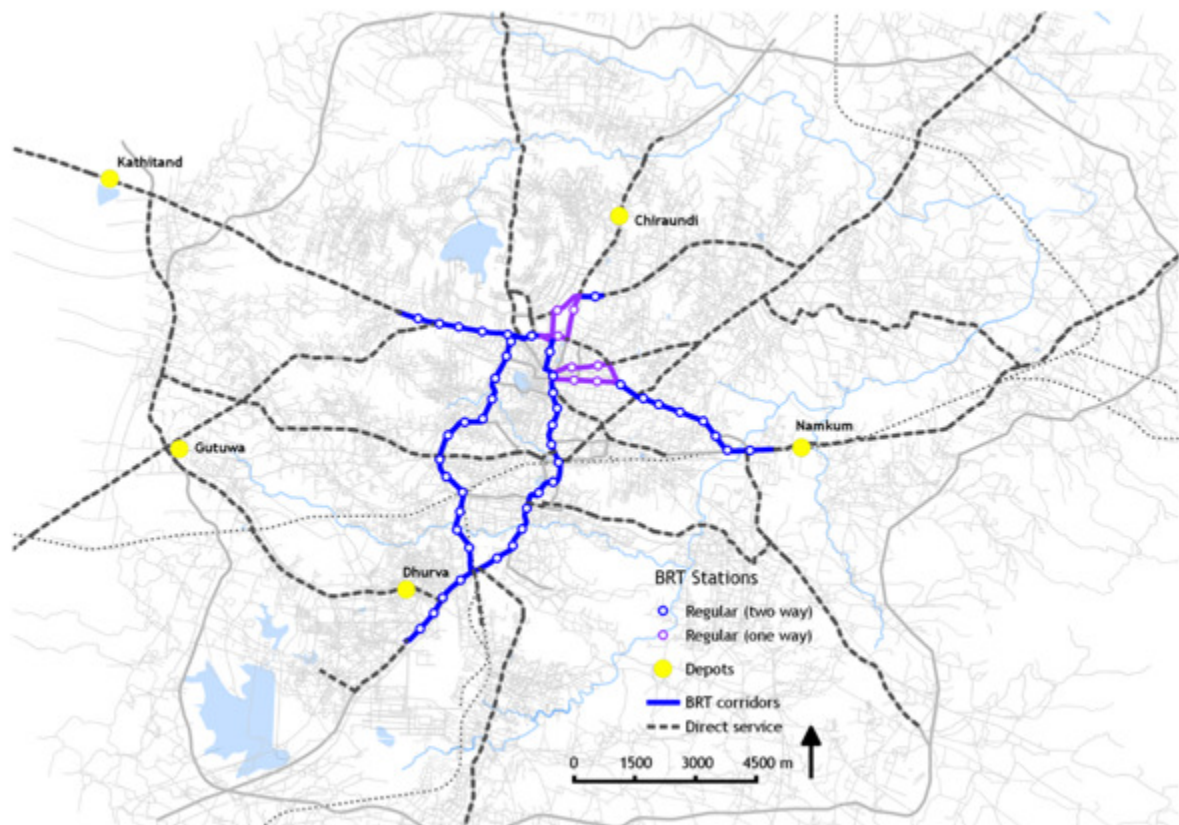 Kathitand
Chiraundi
Namkum
Gutuwa
Dhurva
BRT Stations
Regular (two way)
Regular (one way)
Depots
BRT corridors
Direct service
0 1500 3000 4500 m